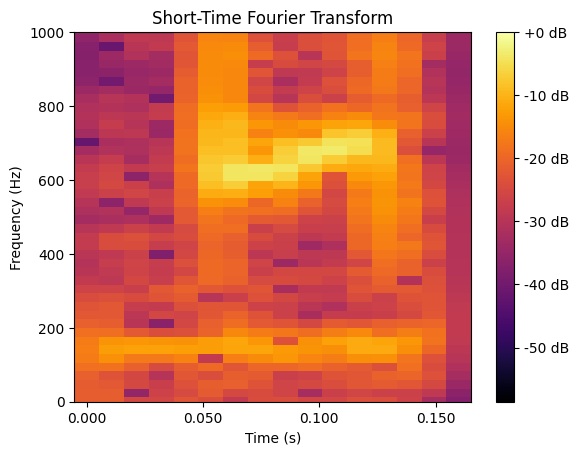 Short-Time Fourier Transform
1000
800
600
400
200
0
Frequency (Hz)
0.000
0.050
0.100
0.150
Time (s)
+0 dB
-10 dB
-20 dB
-30 dB
-40 dB
-50 dB